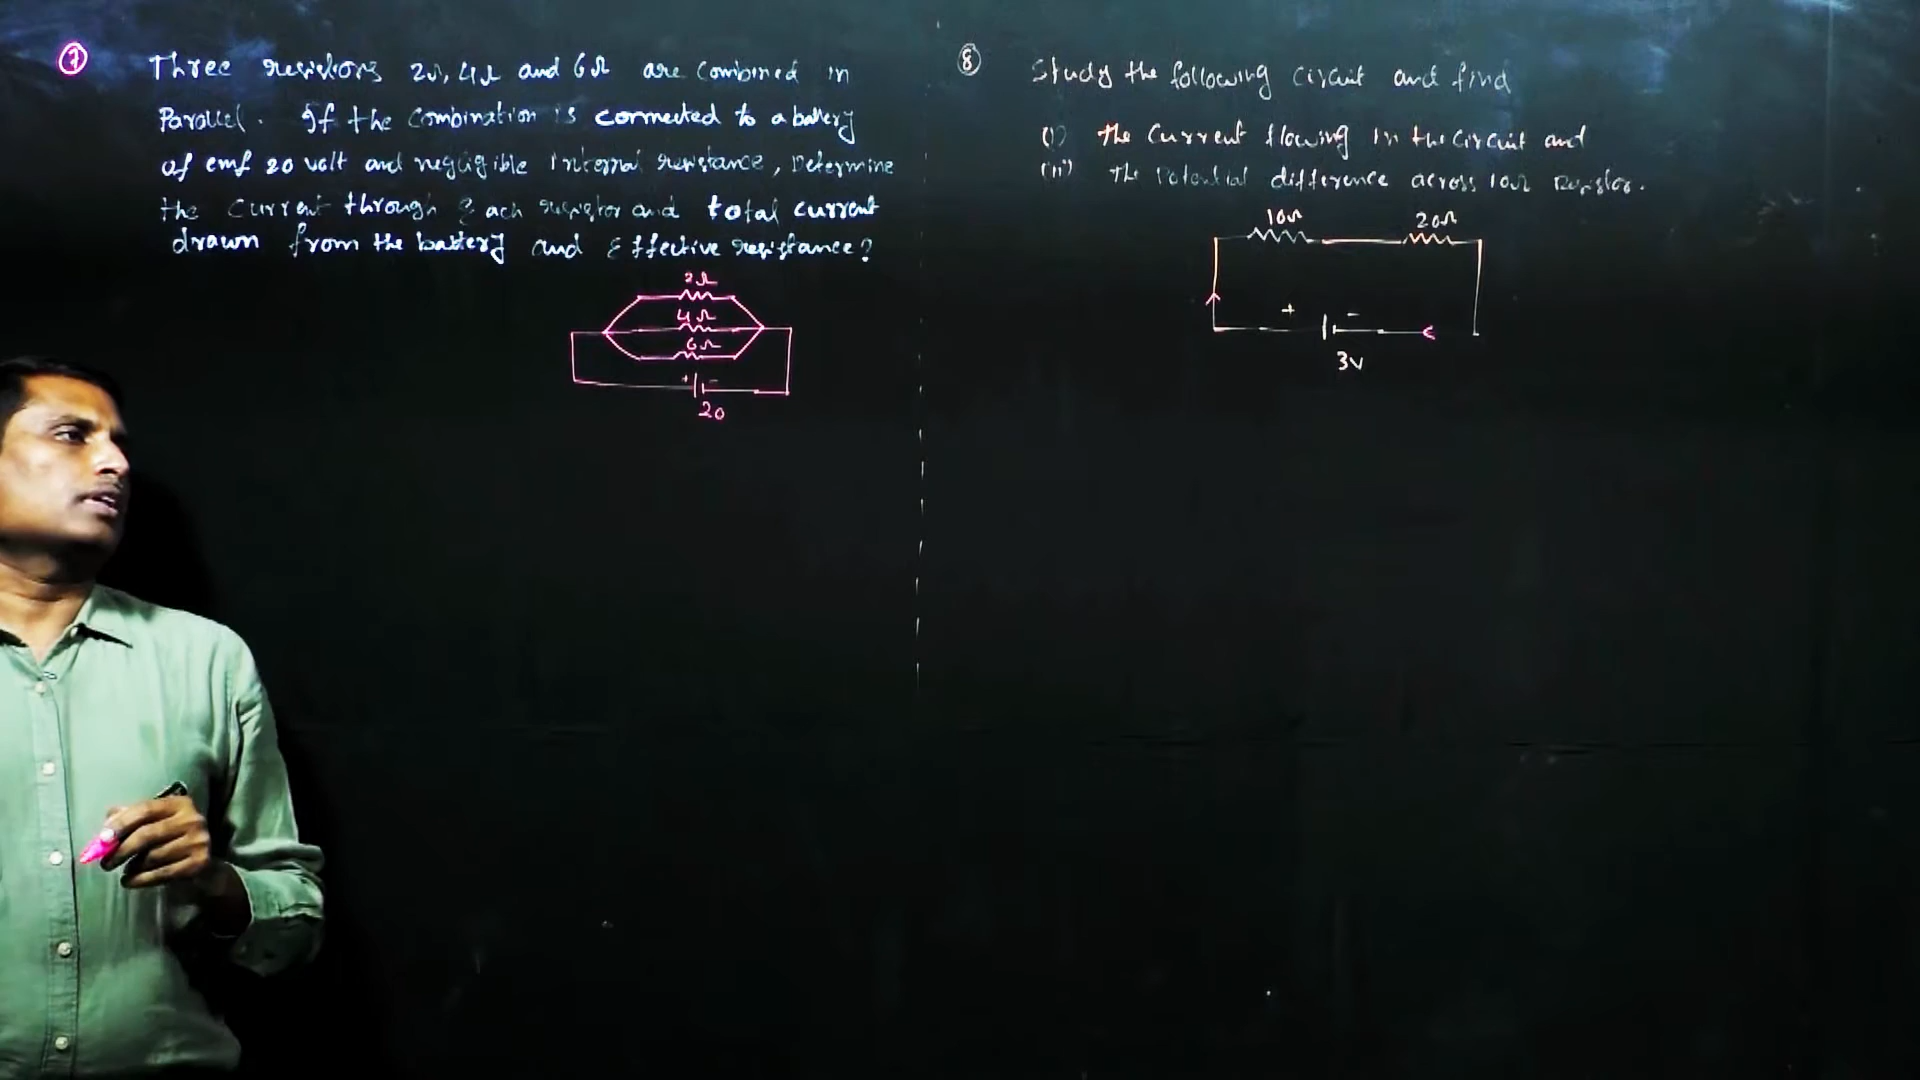 7
Three resistors 2Ω, 4Ω and 6Ω are combined in
Parallel. If the combination is connected to a battery
of emf 20 volt and negligible internal resistance, Determine
the current through Each resistor and total current
drawn from the battery and Effective resistance?
2Ω
4Ω
6Ω
+ -
20
8
Study the following circuit and find
(i) The current flowing in the circuit and
(ii) The Potential difference across 10Ω Resistor.
10Ω 20Ω
+ -
3V